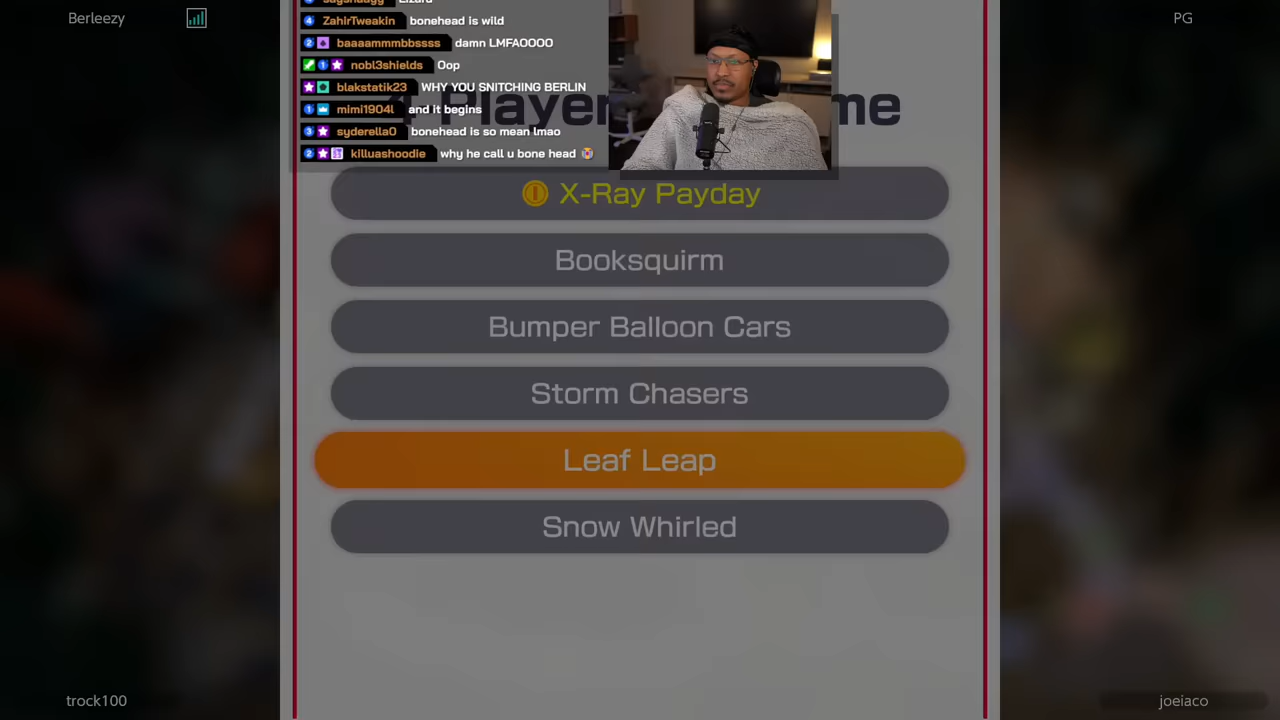 Berleezy
PG
ZahirTweakin bonehead is wild
baaaammmbbssss damn LMFAOOOO
nobl3shields Oop
blakstatik23 WHY YOU SNITCHING BERLIN
mimi1904l and it begins
syderella0 bonehead is so mean lmao
killuashoodie why he call u bone head
Player
me
X-Ray Payday
Booksquirm
Bumper Balloon Cars
Storm Chasers
Leaf Leap
Snow Whirled
trock100
joeiaco